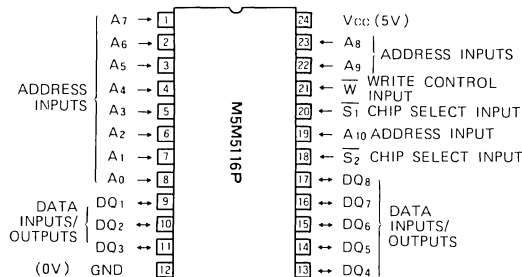 A7 → 1
A6 → 2
A5 → 3
A4 → 4
A3 → 5
A2 → 6
A1 → 7
A0 → 8
ADDRESS
INPUTS
DQ1 ↔ 9
DQ2 ↔ 10
DQ3 ↔ 11
DATA
INPUTS/
OUTPUTS
(0V) GND 12
M5M5116P
24 VCC (5V)
23 ← A8
22 ← A9
ADDRESS INPUTS
21 ← W̅ WRITE CONTROL
INPUT
20 ← S̅1 CHIP SELECT INPUT
19 ← A10 ADDRESS INPUT
18 ← S̅2 CHIP SELECT INPUT
17 ↔ DQ8
16 ↔ DQ7
15 ↔ DQ6
14 ↔ DQ5
13 ↔ DQ4
DATA
INPUTS/
OUTPUTS